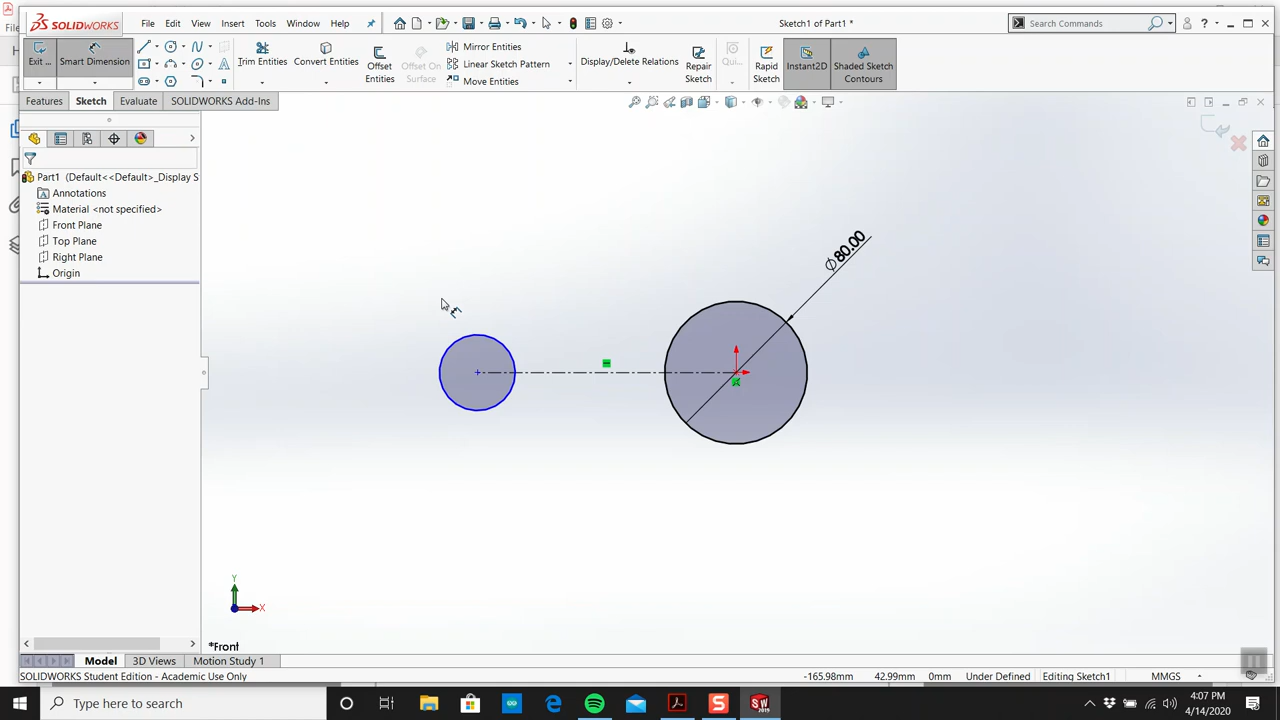 SOLIDWORKS
File Edit View Insert Tools Window Help
Sketch1 of Part1 *
Search Commands
Exit ... Smart Dimension Trim Entities Convert Entities Offset Entities Offset On Surface Mirror Entities Linear Sketch Pattern Move Entities Display/Delete Relations Repair Sketch Qui... Rapid Sketch Instant2D Shaded Sketch Contours
Features Sketch Evaluate SOLIDWORKS Add-Ins
Part1 (Default<<Default>_Display S
Annotations
Material <not specified>
Front Plane
Top Plane
Right Plane
Origin
∅80.00
Y
X
*Front
Model 3D Views Motion Study 1
SOLIDWORKS Student Edition - Academic Use Only
-165.98mm 42.99mm 0mm Under Defined Editing Sketch1 MMGS
Type here to search
SW 2019
4:07 PM
4/14/2020